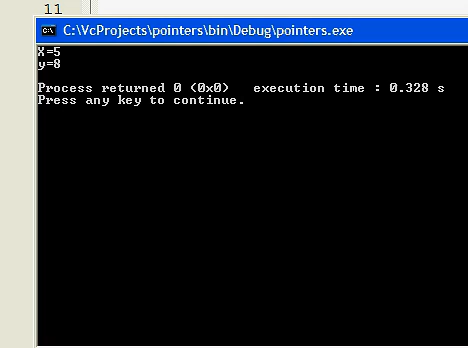 11
C:\VcProjects\pointers\bin\Debug\pointers.exe
X=5
y=8
Process returned 0 (0x0)   execution time : 0.328 s
Press any key to continue.